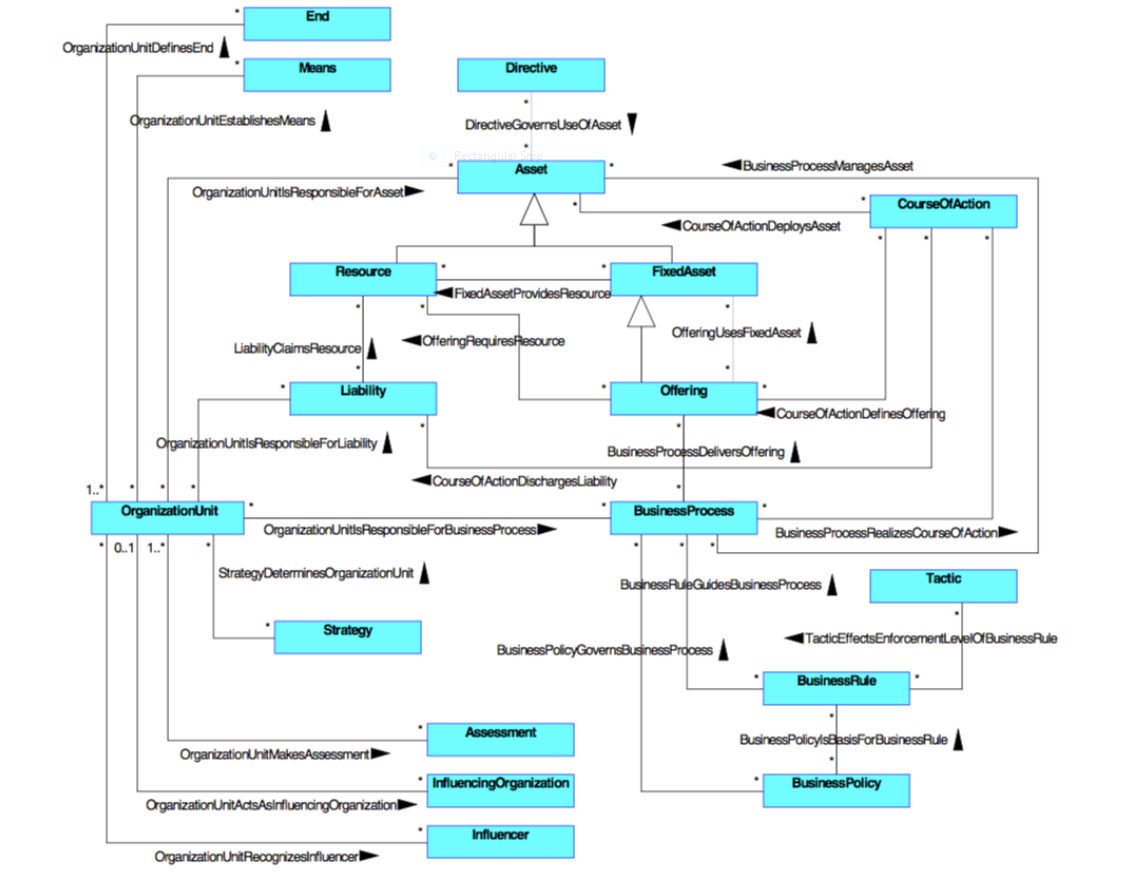 *
End
OrganizationUnitDefinesEnd
*
Means
Directive
*
OrganizationUnitEstablishesMeans
DirectiveGovernsUseOfAsset
*
Rectangular Snip
* Asset *
BusinessProcessManagesAsset
OrganizationUnitIsResponsibleForAsset
*
*
CourseOfAction
CourseOfActionDeploysAsset
* * *
Resource * * FixedAsset
FixedAssetProvidesResource
* * *
OfferingUsesFixedAsset
LiabilityClaimsResource
OfferingRequiresResource
* *
* Liability * Offering *
CourseOfActionDefinesOffering
* *
OrganizationUnitIsResponsibleForLiability
BusinessProcessDeliversOffering
CourseOfActionDischargesLiability
1..* * * * *
OrganizationUnit * * BusinessProcess *
OrganizationUnitIsResponsibleForBusinessProcess
BusinessProcessRealizesCourseOfAction
* 0..1 1..* * * * *
StrategyDeterminesOrganizationUnit
BusinessRuleGuidesBusinessProcess
Tactic
*
* Strategy
TacticEffectsEnforcementLevelOfBusinessRule
BusinessPolicyGovernsBusinessProcess
* BusinessRule *
*
* Assessment
BusinessPolicyIsBasisForBusinessRule
OrganizationUnitMakesAssessment
*
* InfluencingOrganization
* BusinessPolicy
OrganizationUnitActsAsInfluencingOrganization
* Influencer
OrganizationUnitRecognizesInfluencer